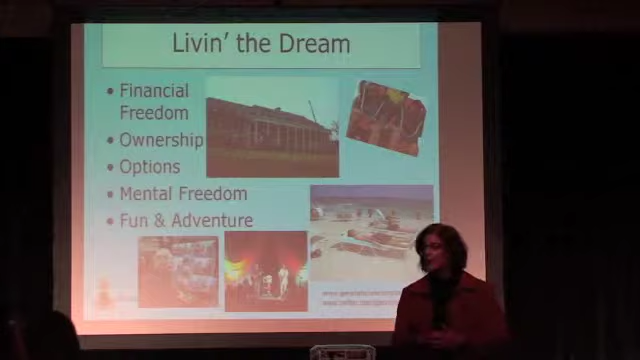 Livin' the Dream
• Financial
Freedom
• Ownership
• Options
• Mental Freedom
• Fun & Adventure